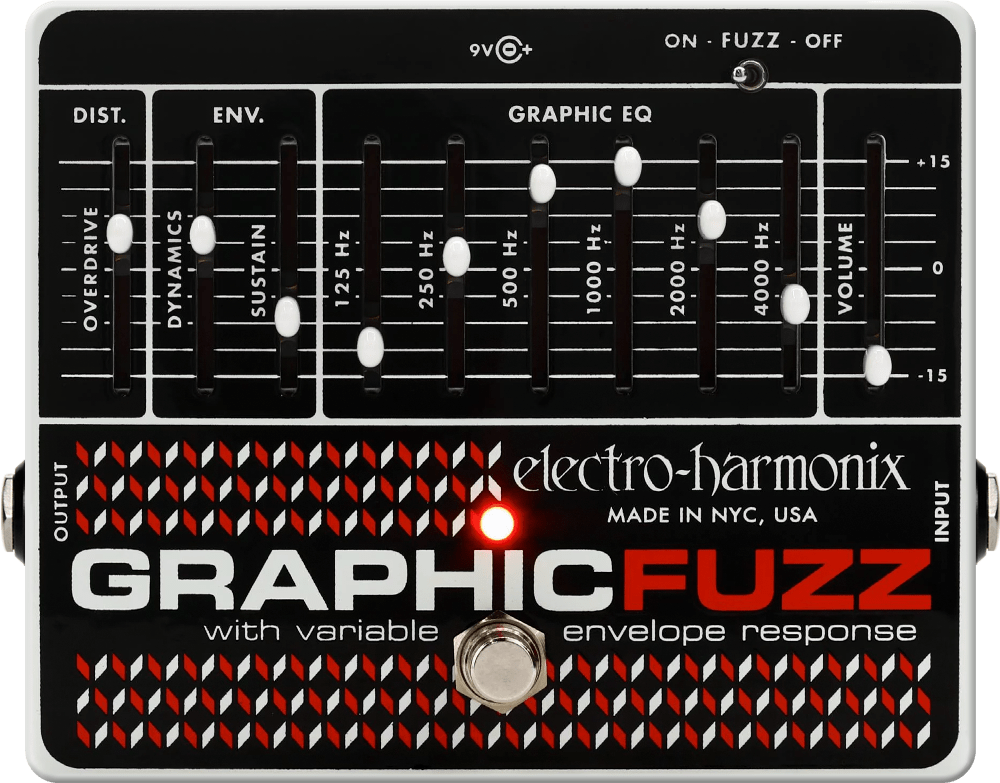 9V - +
ON - FUZZ - OFF
DIST.
ENV.
GRAPHIC EQ
OVERDRIVE
DYNAMICS
SUSTAIN
125 Hz
250 Hz
500 Hz
1000 Hz
2000 Hz
4000 Hz
VOLUME
+15
0
-15
OUTPUT
electro-harmonix
MADE IN NYC, USA
INPUT
GRAPHICFUZZ
with variable envelope response